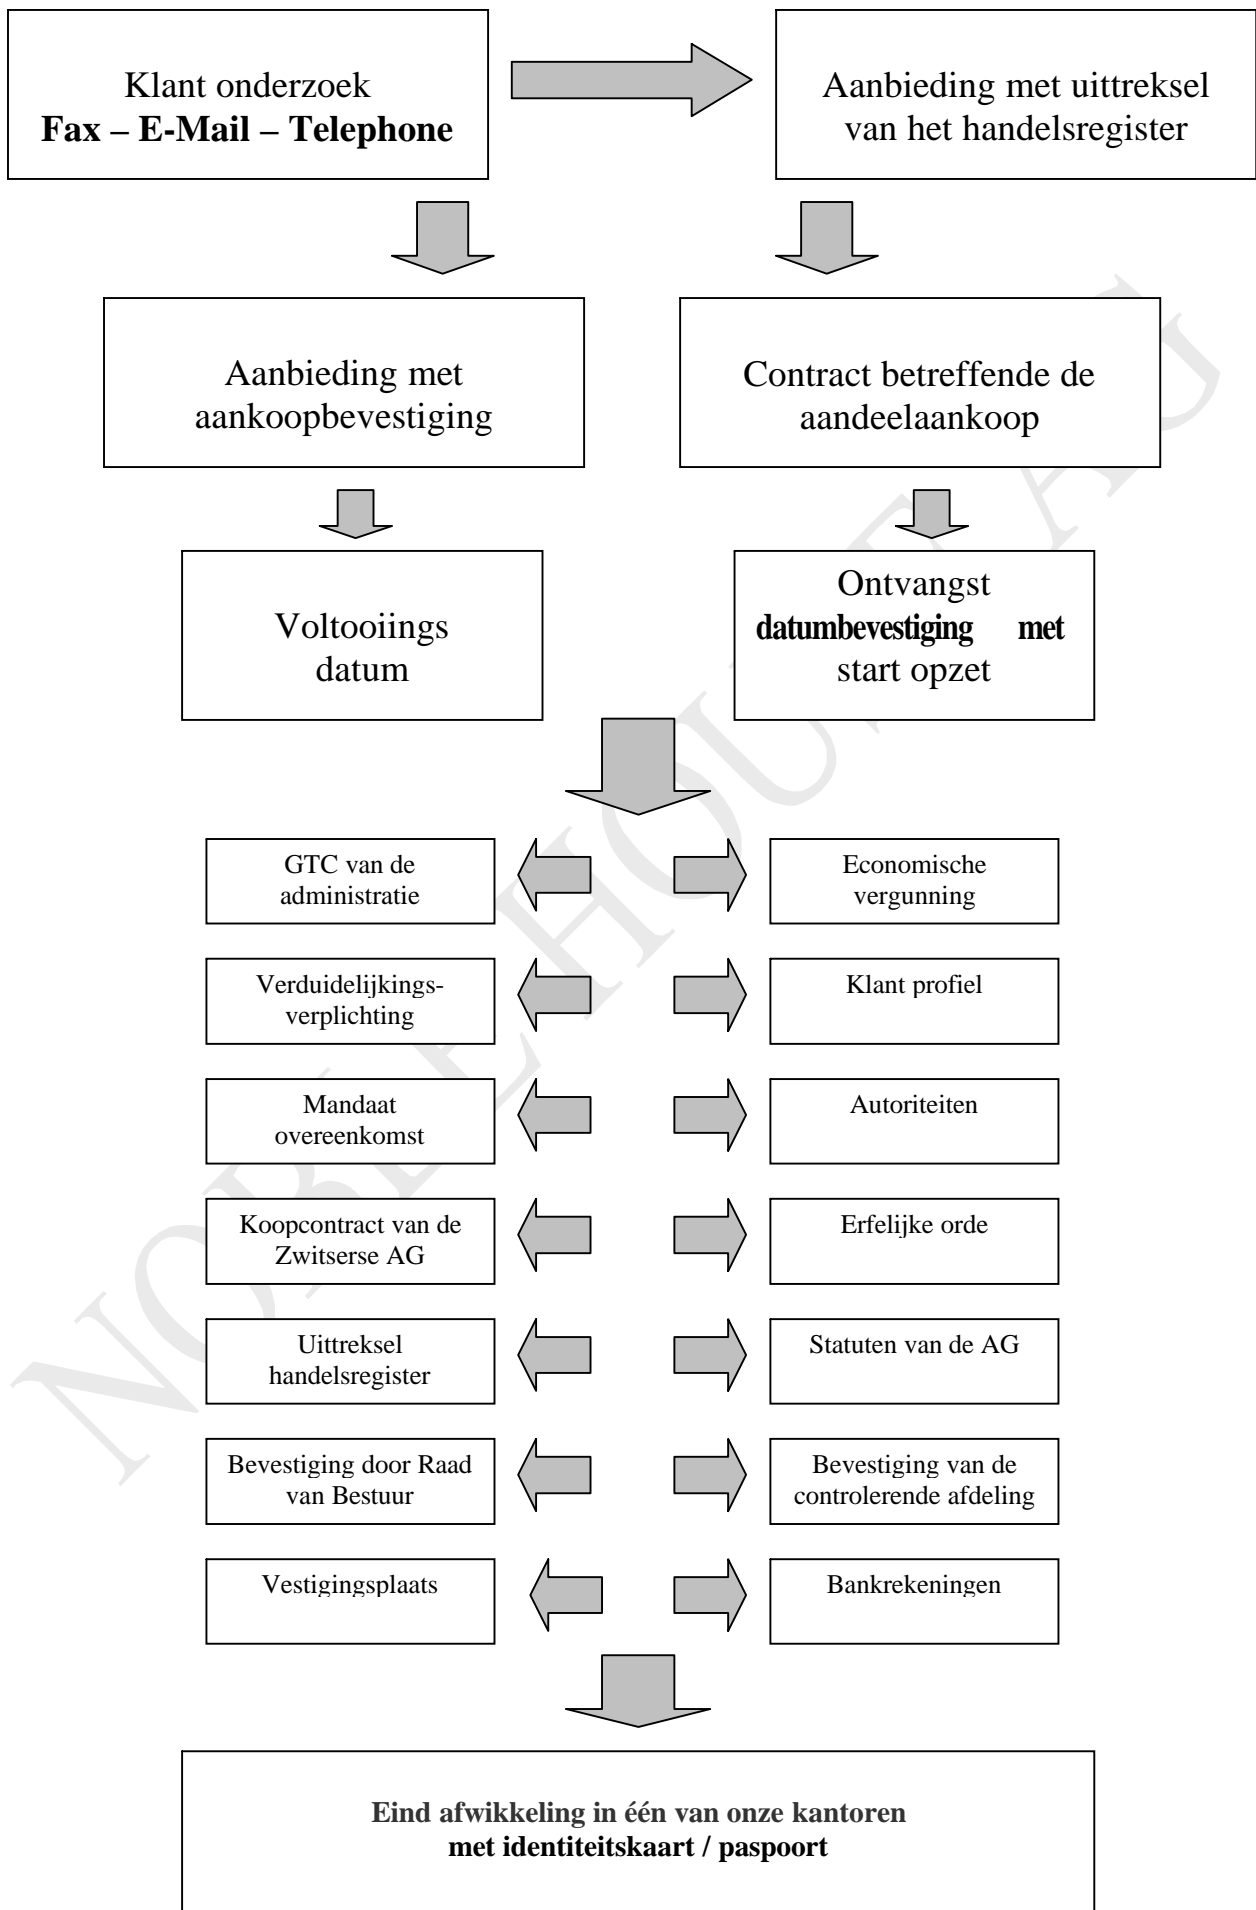 Klant onderzoek
Fax – E-Mail – Telephone
Aanbieding met uittreksel
van het handelsregister
Aanbieding met
aankoopbevestiging
Contract betreffende de
aandeelaankoop
Voltooiings
datum
Ontvangst
datumbevestiging met
start opzet
GTC van de
administratie
Economische
vergunning
Verduidelijkings-
verplichting
Klant profiel
Mandaat
overeenkomst
Autoriteiten
Koopcontract van de
Zwitserse AG
Erfelijke orde
Uittreksel
handelsregister
Statuten van de AG
Bevestiging door Raad
van Bestuur
Bevestiging van de
controlerende afdeling
Vestigingsplaats
Bankrekeningen
Eind afwikkeling in één van onze kantoren
met identiteitskaart / paspoort